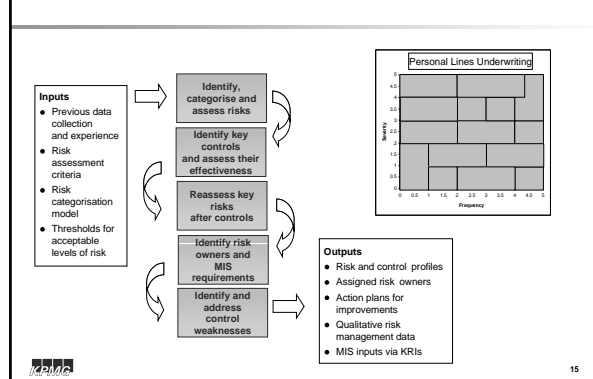 Inputs
● Previous data
collection
and experience
● Risk
assessment
criteria
● Risk
categorisation
model
● Thresholds for
acceptable
levels of risk
Identify,
categorise and
assess risks
Identify key
controls
and assess their
effectiveness
Reassess key
risks
after controls
Identify risk
owners and
MIS
requirements
Identify and
address
control
weaknesses
Personal Lines Underwriting
5
4.5
4
3.5
3
2.5
2
1.5
1
0.5
0
Severity
0 0.5 1 1.5 2 2.5 3 3.5 4 4.5 5
Frequency
Outputs
● Risk and control profiles
● Assigned risk owners
● Action plans for
improvements
● Qualitative risk
management data
● MIS inputs via KRIs
KPMG
15